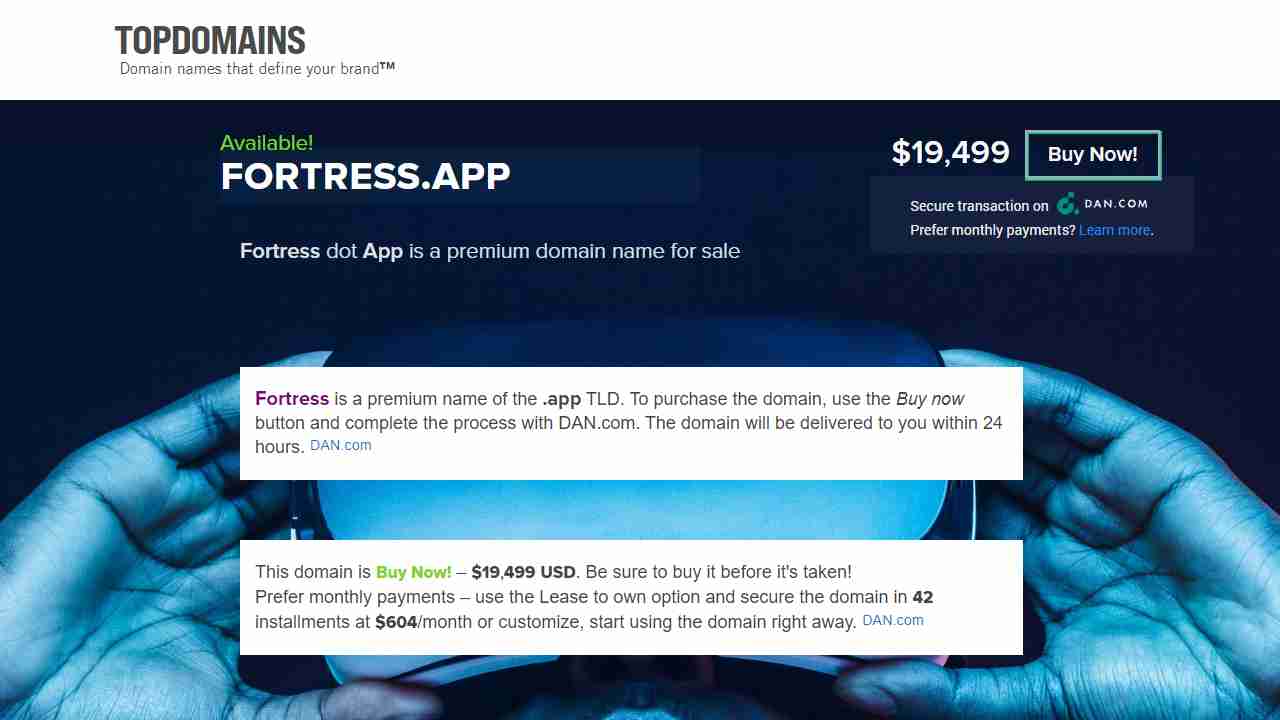 TOPDOMAINS
Domain names that define your brand™
Available!
FORTRESS.APP
$19,499 Buy Now!
Secure transaction on DAN.COM
Prefer monthly payments? Learn more.
Fortress dot App is a premium domain name for sale
Fortress is a premium name of the .app TLD. To purchase the domain, use the Buy now
button and complete the process with DAN.com. The domain will be delivered to you within 24
hours. DAN.com
This domain is Buy Now! – $19,499 USD. Be sure to buy it before it's taken!
Prefer monthly payments – use the Lease to own option and secure the domain in 42
installments at $604/month or customize, start using the domain right away. DAN.com